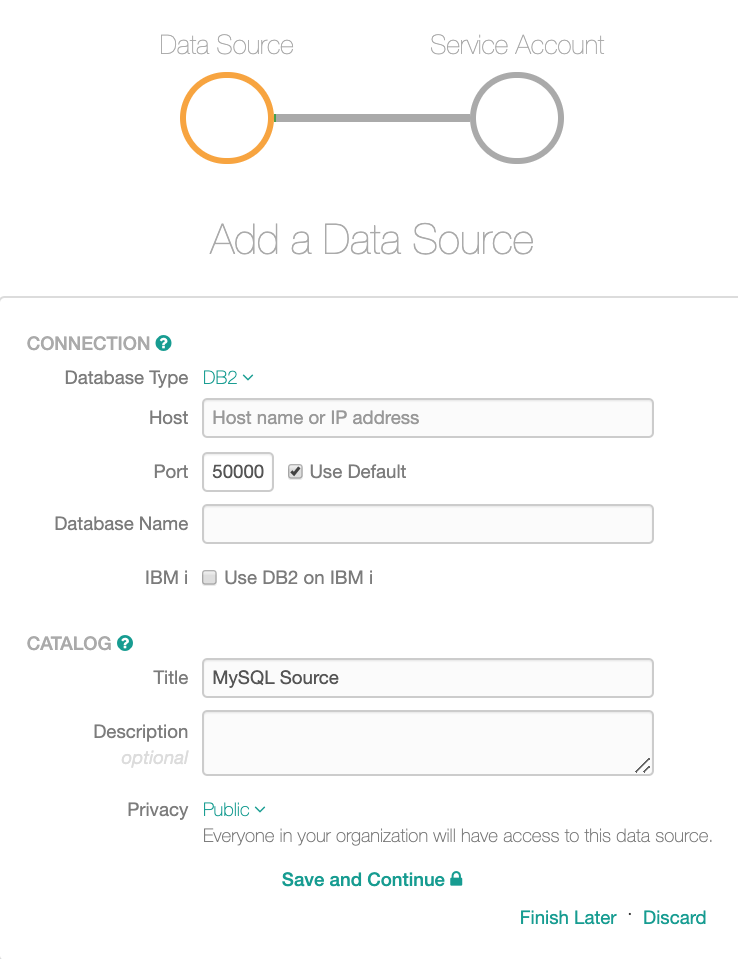 Data Source Service Account
Add a Data Source
CONNECTION ?
Database Type DB2
Host Host name or IP address
Port 50000 Use Default
Database Name
IBM i Use DB2 on IBM i
CATALOG ?
Title MySQL Source
Description
optional
Privacy Public
Everyone in your organization will have access to this data source.
Save and Continue
Finish Later · Discard